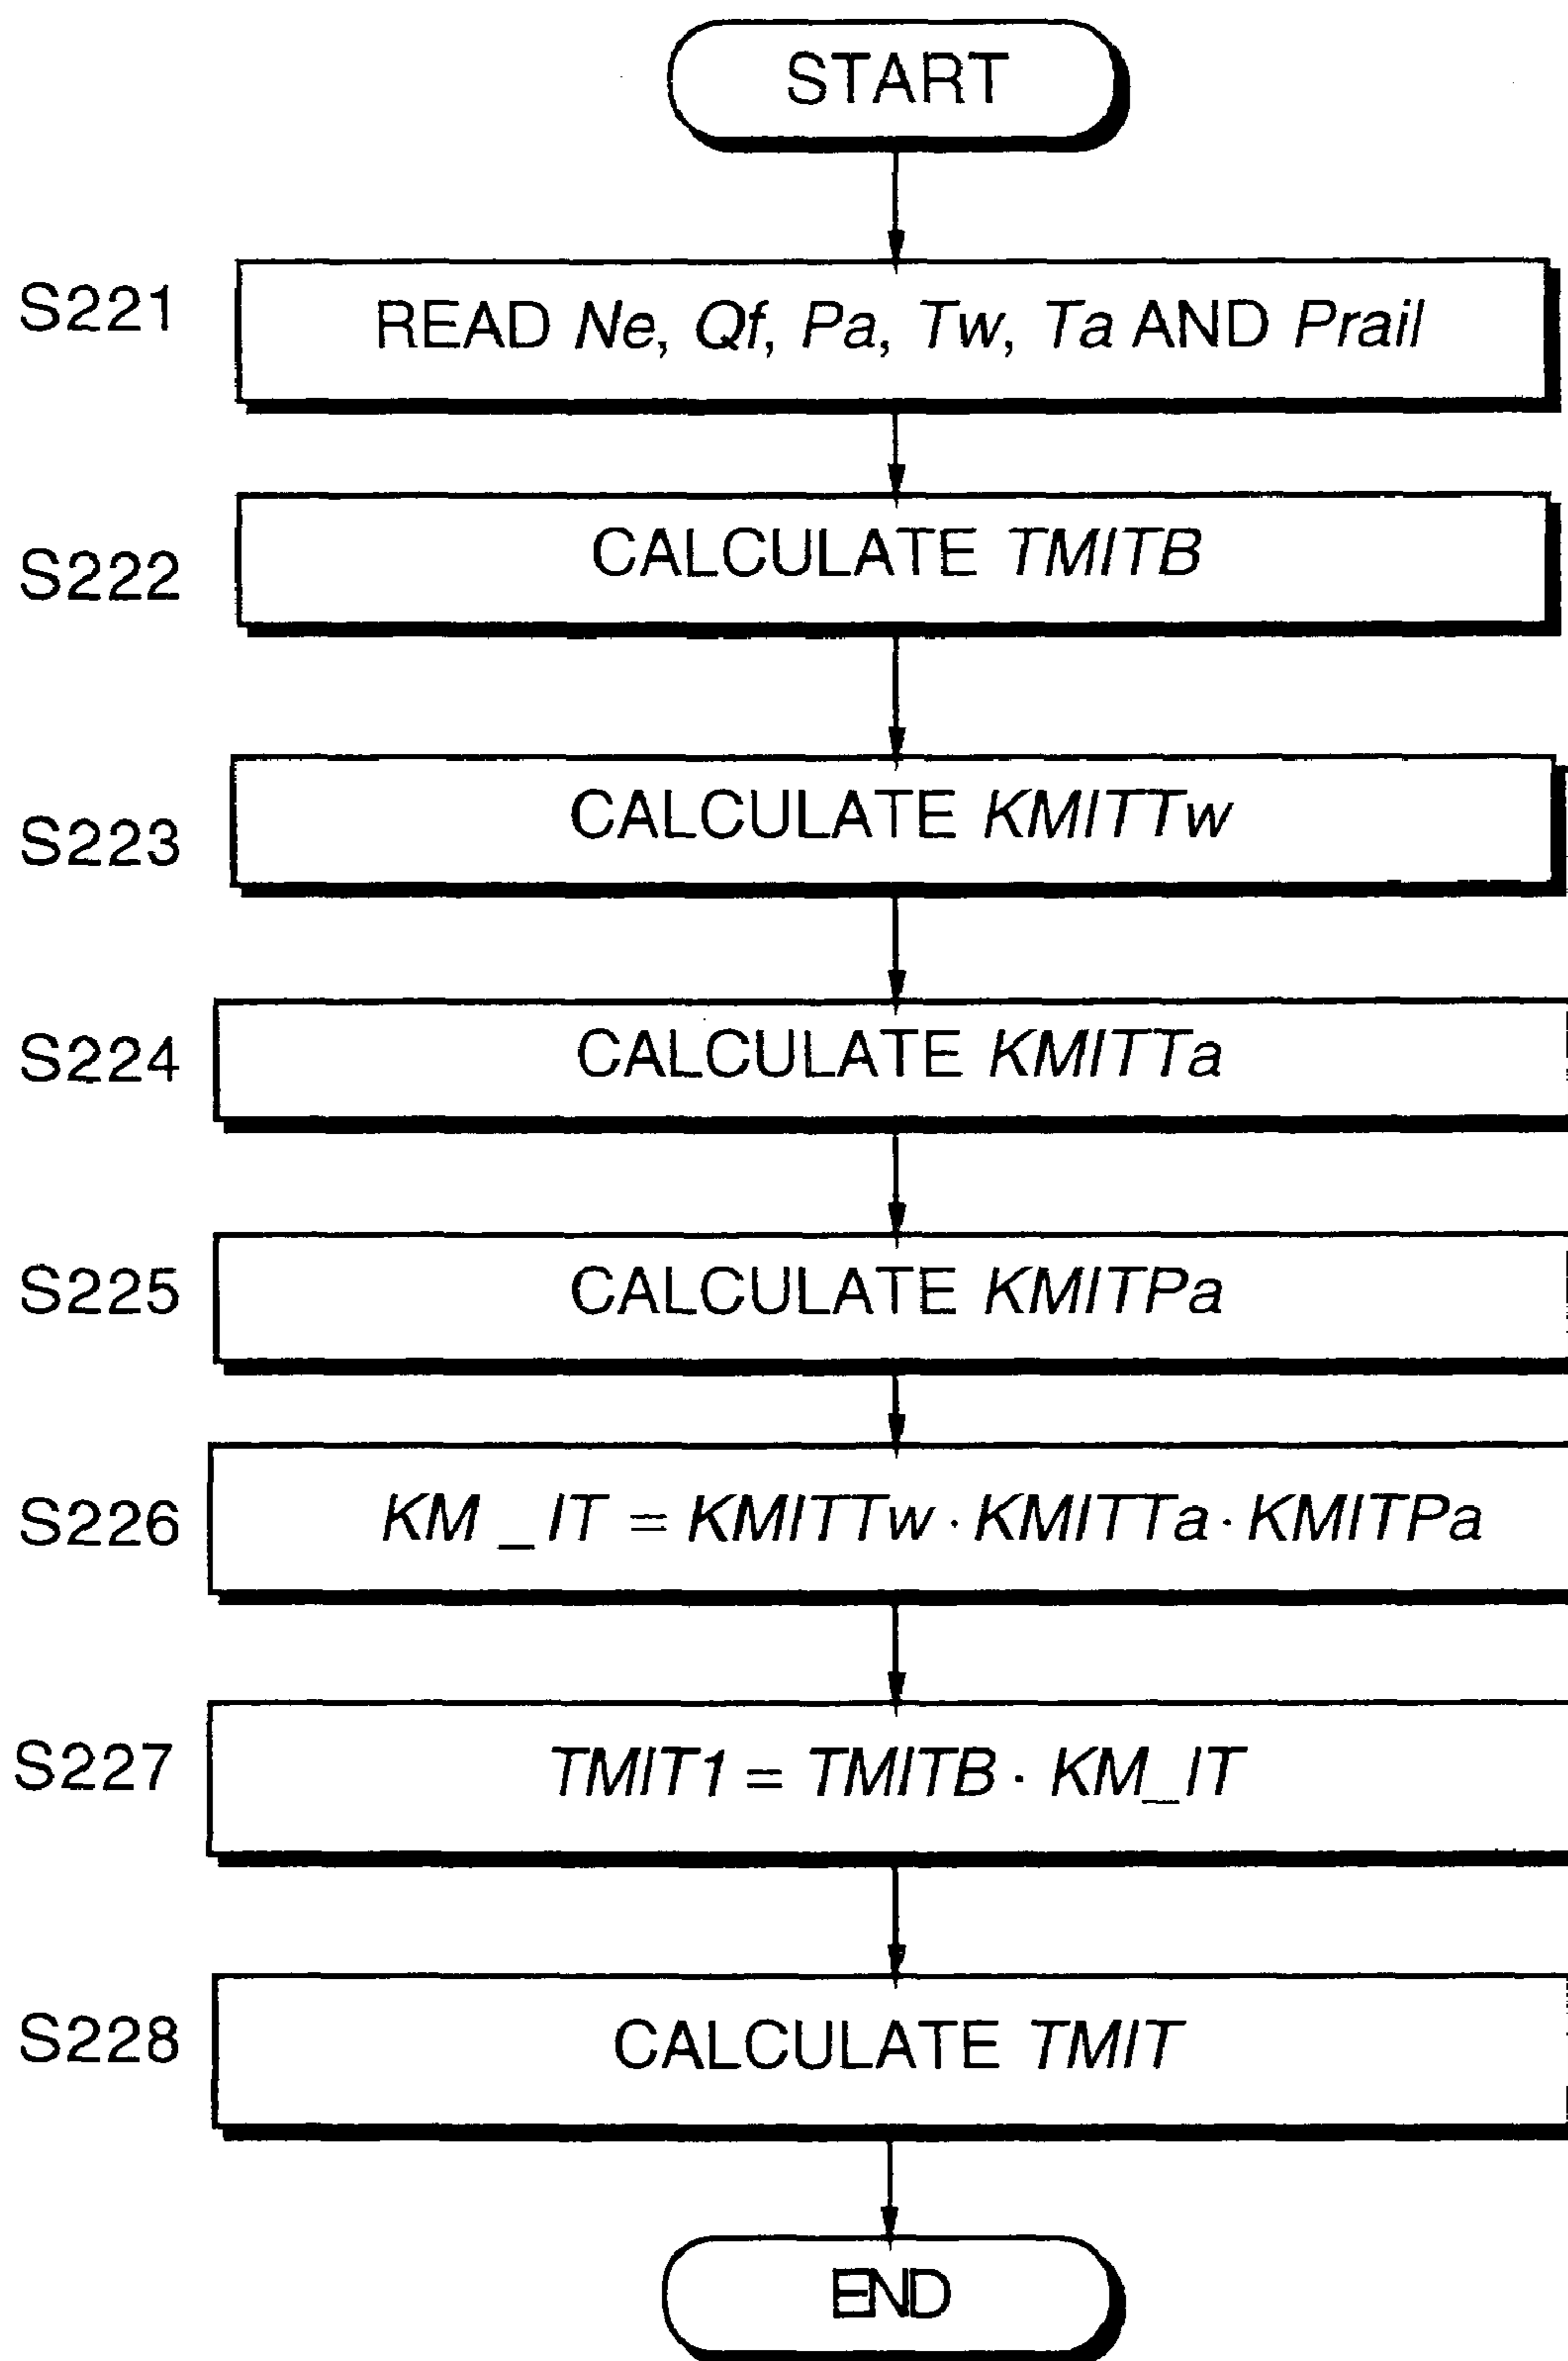 START
S221
READ Ne, Qf, Pa, Tw, Ta AND Prail
S222
CALCULATE TMITB
S223
CALCULATE KMITTw
S224
CALCULATE KMITTa
S225
CALCULATE KMITPa
S226
KM _ IT = KMITTw · KMITTa · KMITPa
S227
TMIT1 = TMITB · KM_IT
S228
CALCULATE TMIT
END